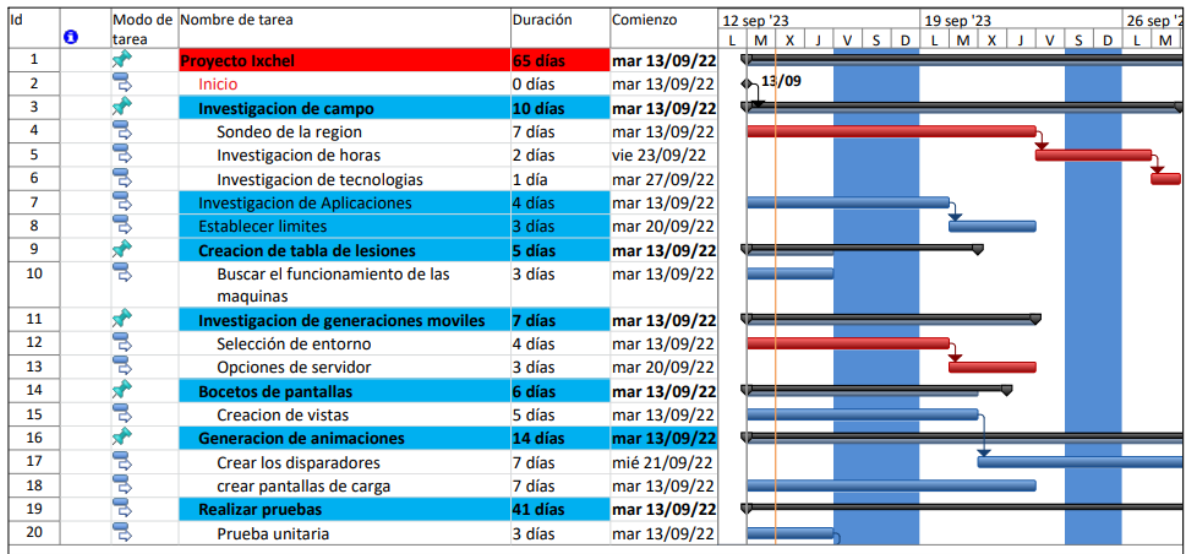 Id Modo de tarea Nombre de tarea Duración Comienzo 12 sep '23 19 sep '23 26 sep '2
L M X J V S D L M X J V S D L M
1 Proyecto Ixchel 65 días mar 13/09/22
2 Inicio 0 días mar 13/09/22 13/09
3 Investigacion de campo 10 días mar 13/09/22
4 Sondeo de la region 7 días mar 13/09/22
5 Investigacion de horas 2 días vie 23/09/22
6 Investigacion de tecnologias 1 día mar 27/09/22
7 Investigacion de Aplicaciones 4 días mar 13/09/22
8 Establecer limites 3 días mar 20/09/22
9 Creacion de tabla de lesiones 5 días mar 13/09/22
10 Buscar el funcionamiento de las maquinas 3 días mar 13/09/22
11 Investigacion de generaciones moviles 7 días mar 13/09/22
12 Selección de entorno 4 días mar 13/09/22
13 Opciones de servidor 3 días mar 20/09/22
14 Bocetos de pantallas 6 días mar 13/09/22
15 Creacion de vistas 5 días mar 13/09/22
16 Generacion de animaciones 14 días mar 13/09/22
17 Crear los disparadores 7 días mié 21/09/22
18 crear pantallas de carga 7 días mar 13/09/22
19 Realizar pruebas 41 días mar 13/09/22
20 Prueba unitaria 3 días mar 13/09/22